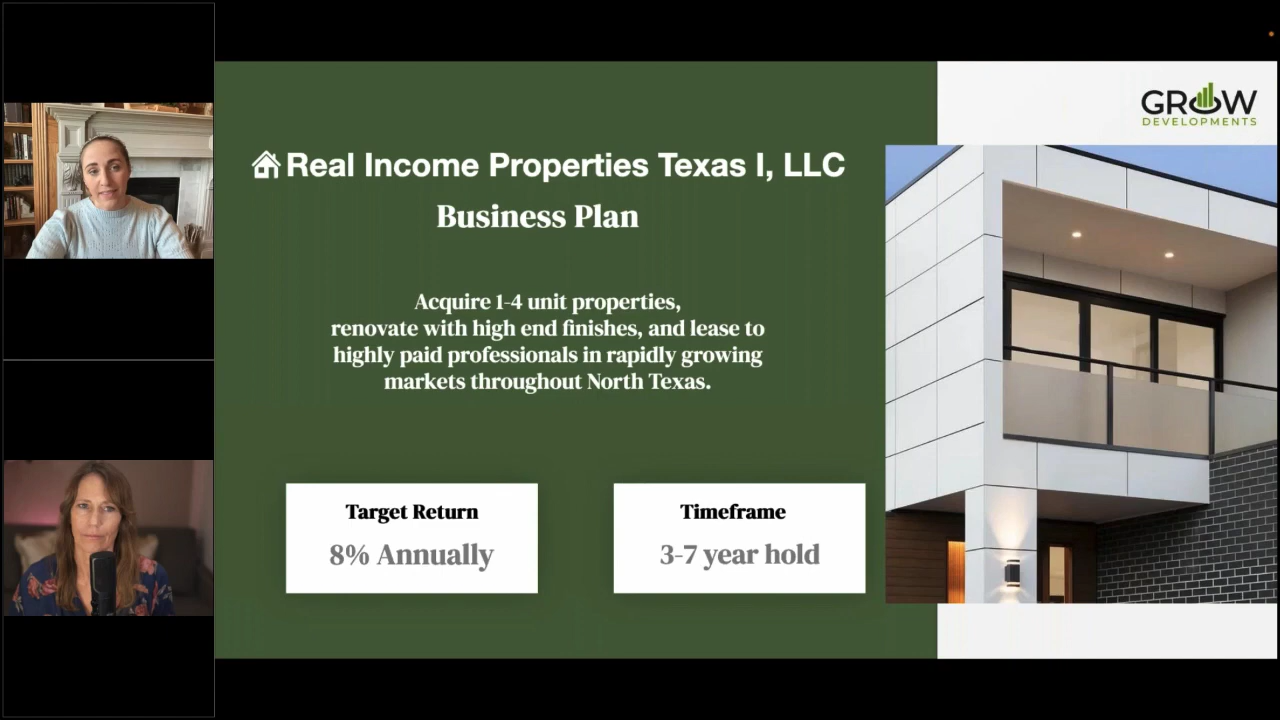 GROW
DEVELOPMENTS
Real Income Properties Texas I, LLC
Business Plan
Acquire 1-4 unit properties,
renovate with high end finishes, and lease to
highly paid professionals in rapidly growing
markets throughout North Texas.
Target Return
8% Annually
Timeframe
3-7 year hold